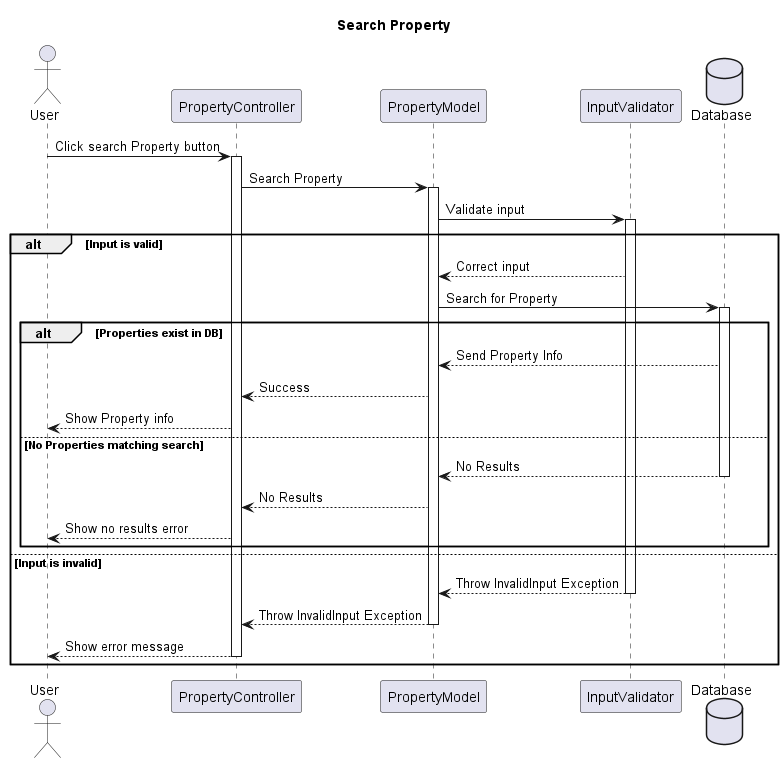 Search Property
User
PropertyController
PropertyModel
InputValidator
Database
Click search Property button
Search Property
Validate input
alt [Input is valid]
Correct input
Search for Property
alt [Properties exist in DB]
Send Property Info
Success
Show Property info
[No Properties matching search]
No Results
No Results
Show no results error
[Input is invalid]
Throw InvalidInput Exception
Throw InvalidInput Exception
Show error message
User
PropertyController
PropertyModel
InputValidator
Database